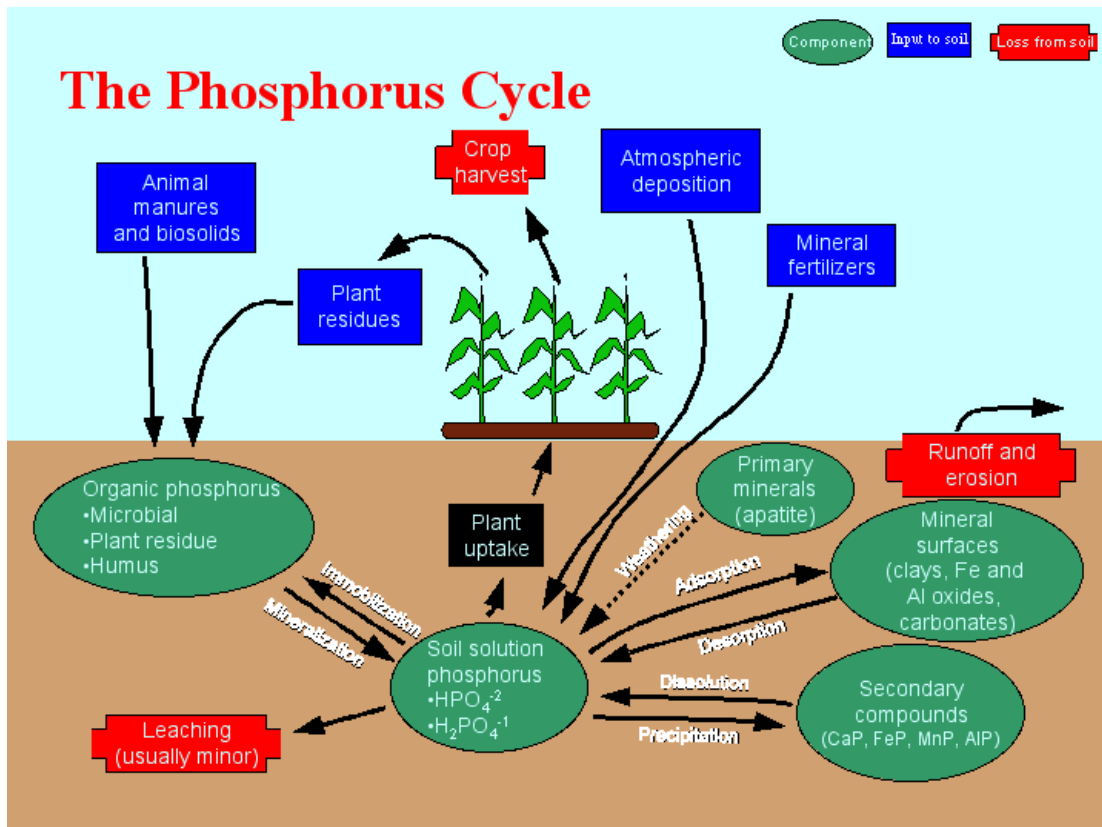 Component
Input to soil
Loss from soil
The Phosphorus Cycle
Crop
harvest
Atmospheric
deposition
Animal
manures
and biosolids
Mineral
fertilizers
Plant
residues
Runoff and
erosion
Primary
minerals
(apatite)
Organic phosphorus
•Microbial
•Plant residue
•Humus
Plant
uptake
Weathering
Mineral
surfaces
(clays, Fe and
Al oxides,
carbonates)
Adsorption
Desorption
Immobilization
Mineralization
Soil solution
phosphorus
•HPO₄⁻²
•H₂PO₄⁻¹
Dissolution
Precipitation
Secondary
compounds
(CaP, FeP, MnP, AlP)
Leaching
(usually minor)